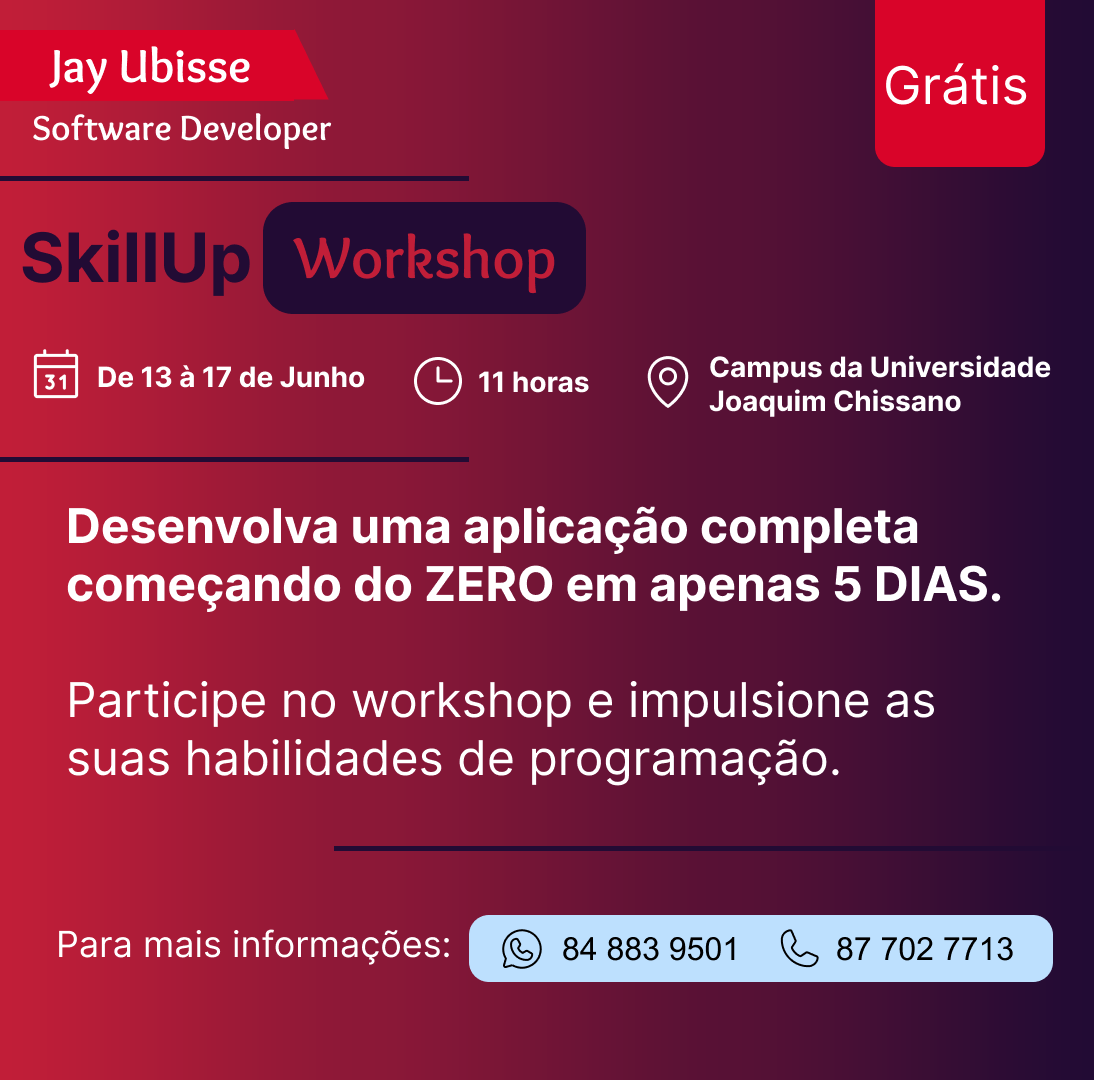 Jay Ubisse
Software Developer
Grátis
SkillUp Workshop
31
De 13 à 17 de Junho
11 horas
Campus da Universidade
Joaquim Chissano
Desenvolva uma aplicação completa
começando do ZERO em apenas 5 DIAS.
Participe no workshop e impulsione as
suas habilidades de programação.
Para mais informações: 84 883 9501 87 702 7713